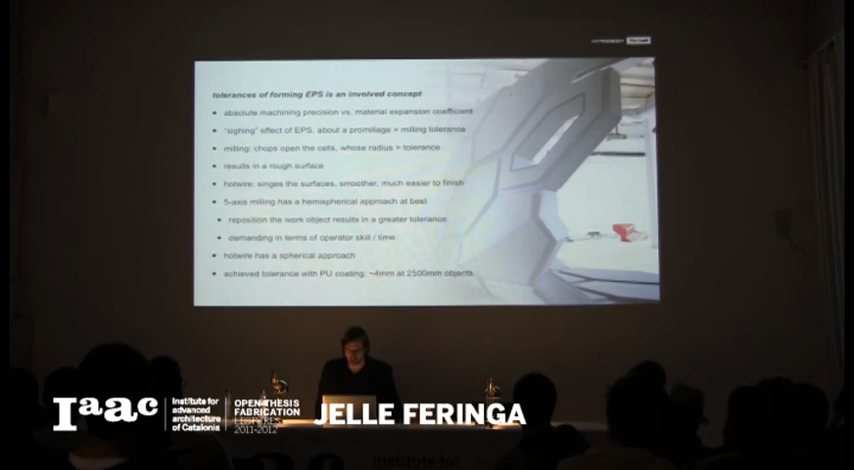 HYPERBODY
tolerances of forming EPS is an involved concept
• absolute machining precision vs. material expansion coefficient
• "sighing" effect of EPS, about a promillage > milling tolerance
• milling: chops open the cells, whose radius > tolerance
• results in a rough surface
• hotwire: singes the surfaces, smoother, much easier to finish
• 5-axis milling has a hemispherical approach at best
• reposition the work object results in a greater tolerance
• demanding in terms of operator skill / time
• hotwire has a spherical approach
• achieved tolerance with PU coating: ~4mm at 2500mm objects
Iaac
Institute for
advanced
architecture
of Catalonia
OPEN THESIS
FABRICATION
LECTURES
2011-2012
JELLE FERINGA
Institute for